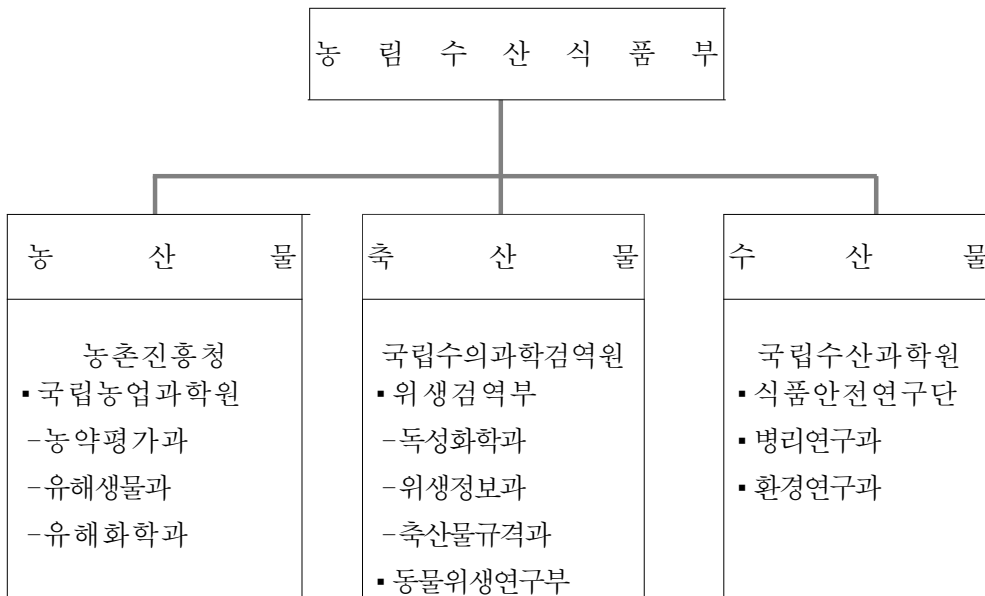 농 림 수 산 식 품 부
농 산 물
농촌진흥청
▪국립농업과학원
-농약평가과
-유해생물과
-유해화학과
축 산 물
국립수의과학검역원
▪위생검역부
-독성화학과
-위생정보과
-축산물규격과
▪동물위생연구부
수 산 물
국립수산과학원
▪식품안전연구단
▪병리연구과
▪환경연구과